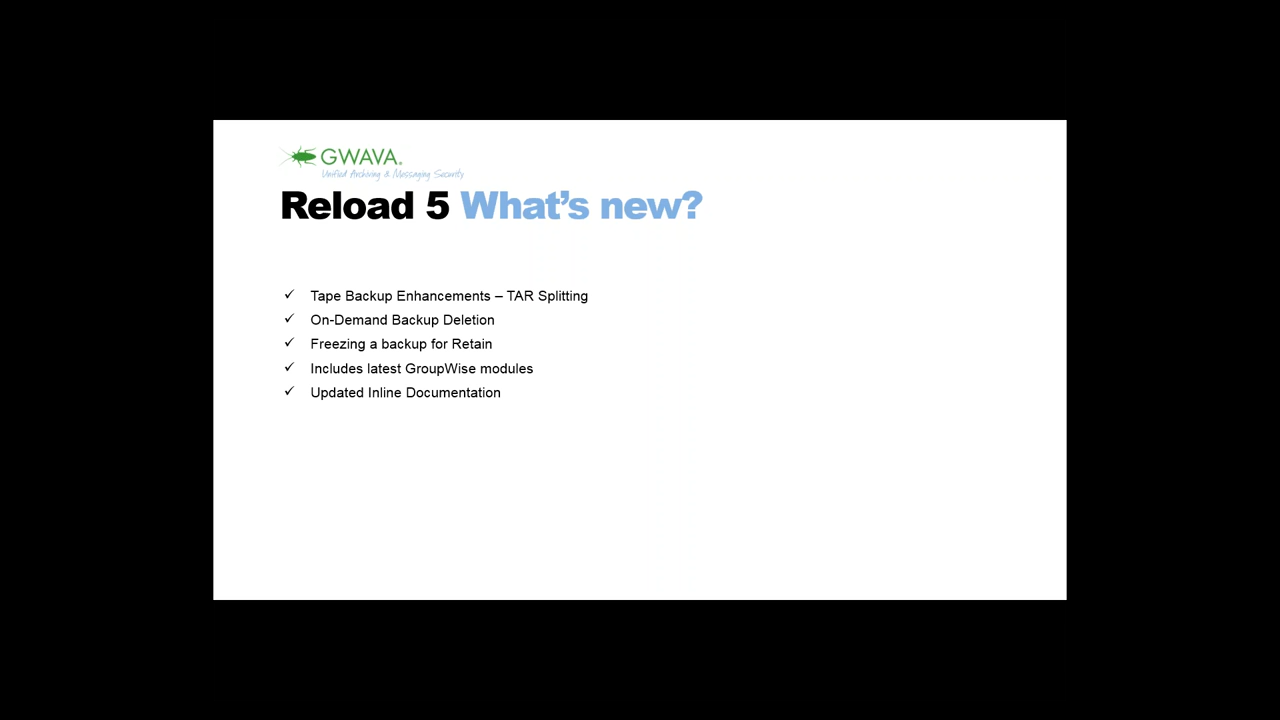 GWAVA.
Unified Archiving & Messaging Security
Reload 5 What's new?
✓ Tape Backup Enhancements – TAR Splitting
✓ On-Demand Backup Deletion
✓ Freezing a backup for Retain
✓ Includes latest GroupWise modules
✓ Updated Inline Documentation